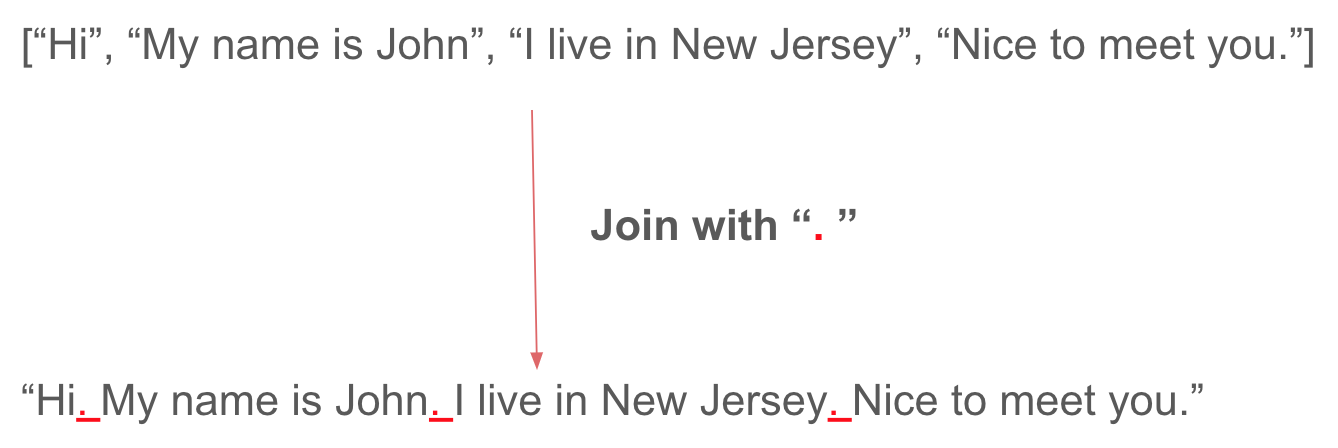 [“Hi”, “My name is John”, “I live in New Jersey”, “Nice to meet you.”]
Join with “. ”
“Hi. My name is John. I live in New Jersey. Nice to meet you.”